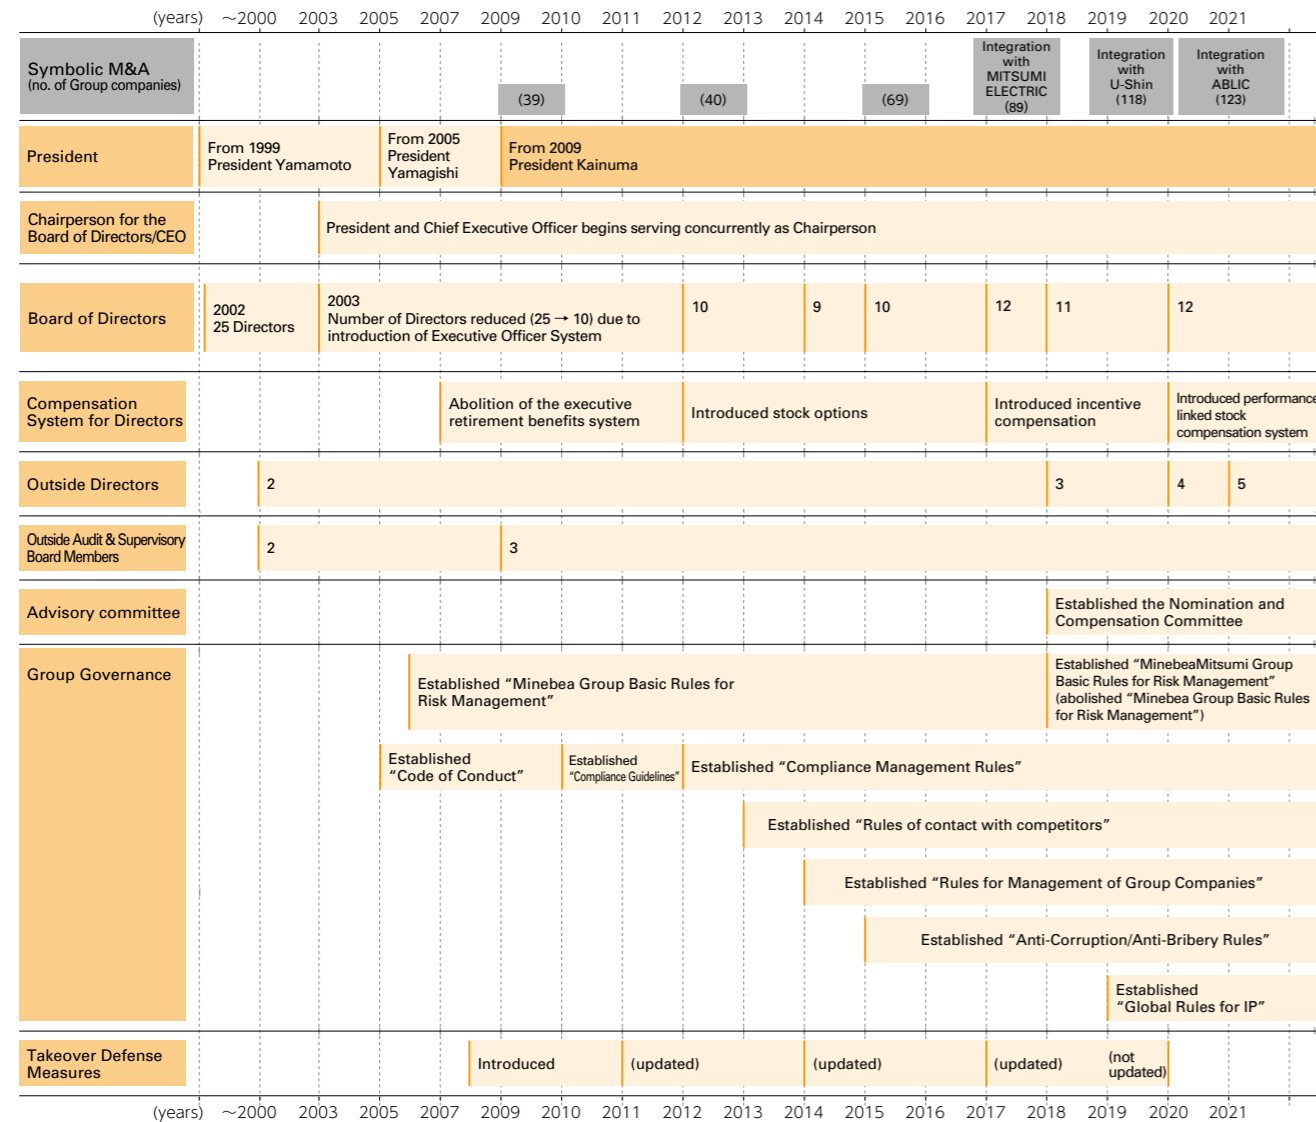 (years) ～2000 2003 2005 2007 2009 2010 2011 2012 2013 2014 2015 2016 2017 2018 2019 2020 2021
Symbolic M&A
(no. of Group companies)
(39)
(40)
(69)
Integration
with
MITSUMI
ELECTRIC
(89)
Integration
with
U-Shin
(118)
Integration
with
ABLIC
(123)
President
From 1999
President Yamamoto
From 2005
President
Yamagishi
From 2009
President Kainuma
Chairperson for the
Board of Directors/CEO
President and Chief Executive Officer begins serving concurrently as Chairperson
Board of Directors
2002
25 Directors
2003
Number of Directors reduced (25 → 10) due to
introduction of Executive Officer System
10
9
10
12
11
12
Compensation
System for Directors
Abolition of the executive
retirement benefits system
Introduced stock options
Introduced incentive
compensation
Introduced performance
linked stock
compensation system
Outside Directors
2
3
4
5
Outside Audit & Supervisory
Board Members
2
3
Advisory committee
Established the Nomination and
Compensation Committee
Group Governance
Established “Minebea Group Basic Rules for
Risk Management”
Established “MinebeaMitsumi Group
Basic Rules for Risk Management”
(abolished “Minebea Group Basic Rules
for Risk Management”)
Established
“Code of Conduct”
Established
“Compliance Guidelines”
Established “Compliance Management Rules”
Established “Rules of contact with competitors”
Established “Rules for Management of Group Companies”
Established “Anti-Corruption/Anti-Bribery Rules”
Established
“Global Rules for IP”
Takeover Defense
Measures
Introduced
(updated)
(updated)
(updated)
(not
updated)
(years) ～2000 2003 2005 2007 2009 2010 2011 2012 2013 2014 2015 2016 2017 2018 2019 2020 2021